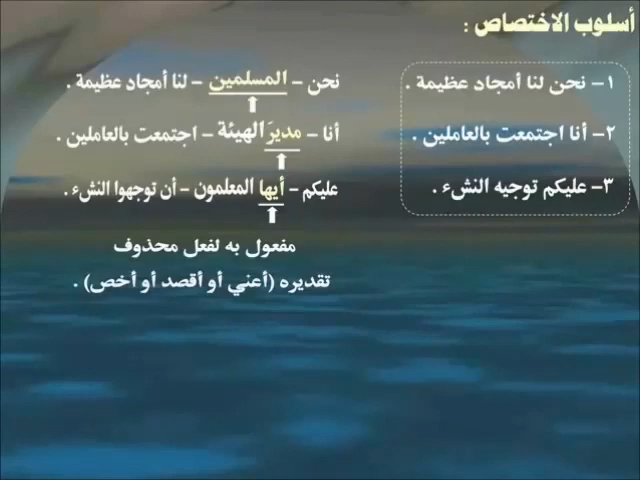 أسلوب الاختصاص :
١- نحن لنا أمجاد عظيمة .
٢- أنا اجتمعت بالعاملين .
٣- عليكم توجيه النشء .
نحن - المسلمين - لنا أمجاد عظيمة .
أنا - مديرَ الهيئة - اجتمعت بالعاملين .
عليكم - أيها المعلمون - أن توجهوا النشء .
مفعول به لفعل محذوف
تقديره (أعني أو أقصد أو أخص) .